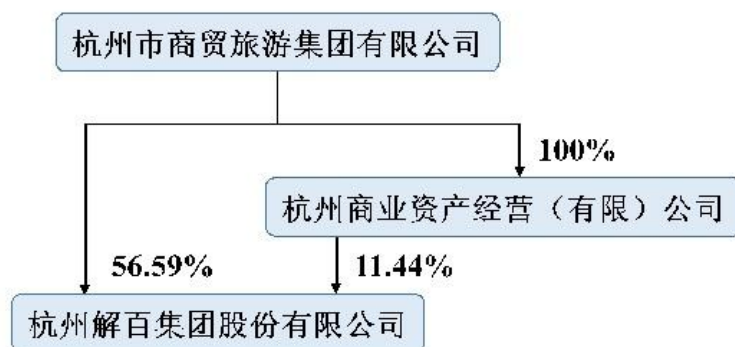 杭州市商贸旅游集团有限公司
100%
杭州商业资产经营（有限）公司
56.59%
11.44%
杭州解百集团股份有限公司